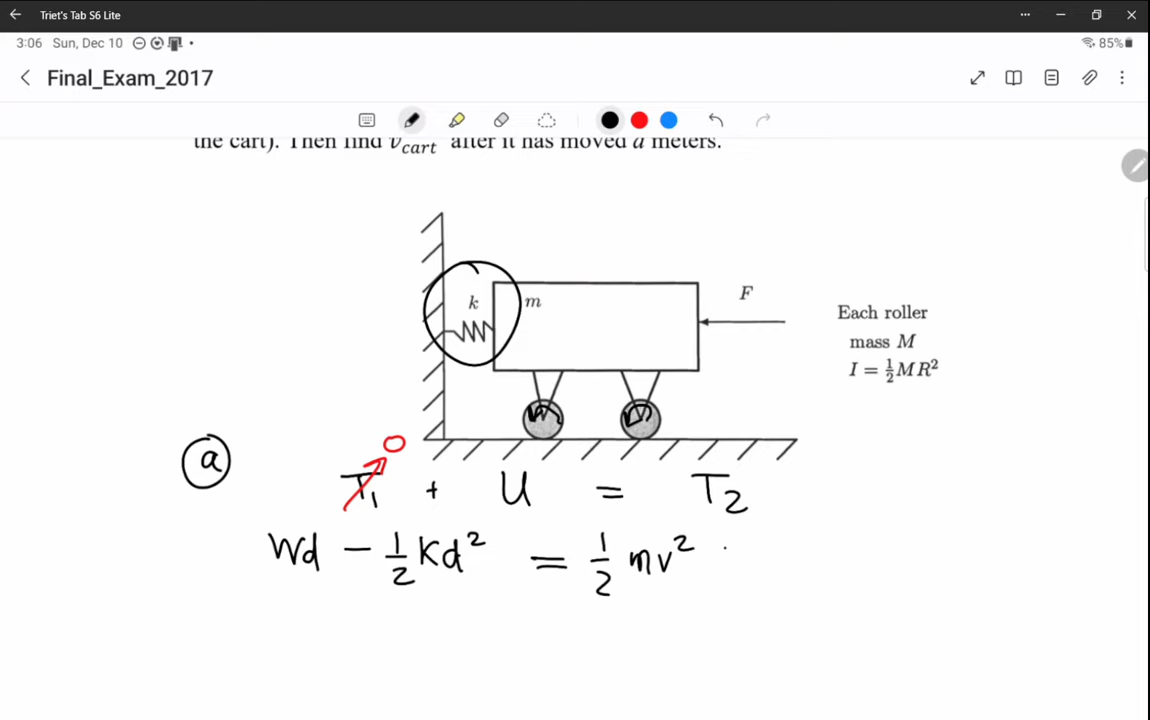 Triet's Tab S6 Lite
3:06 Sun, Dec 10
85%
Final_Exam_2017
the cart). Then find v_cart after it has moved d meters.
k
m
F
Each roller
mass M
I = ½MR²
a
O
T₁ + U = T₂
Wd - ½Kd² = ½mv²